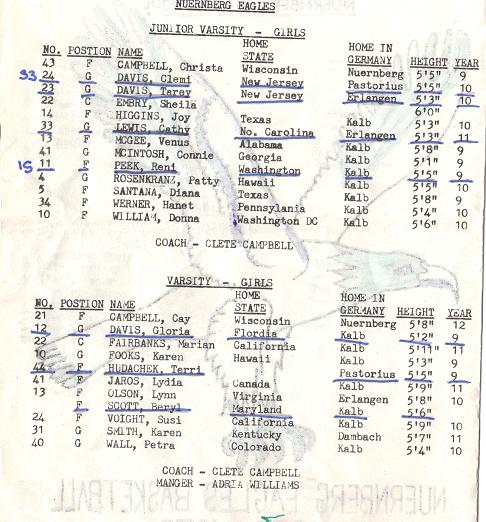 NUERNBERG EAGLES
JUNIOR VARSITY - GIRLS
HOME HOME IN
NO. POSTION NAME STATE GERMANY HEIGHT YEAR
43 F CAMPBELL, Christa Wisconsin Nuernberg 5'5" 9
33 24 G DAVIS, Clemi New Jersey Pastorius 5'5" 10
23 G DAVIS, Tarey New Jersey Erlangen 5'3" 10
22 C EMBRY, Sheila 6'0"
14 F HIGGINS, Joy Texas Kalb 5'3" 10
33 G LEWIS, Cathy No. Carolina Erlangen 5'3" 11
13 F MCGEE, Venus Alabama Kalb 5'8" 9
41 G MCINTOSH, Connie Georgia Kalb 5'1" 9
15 11 F PEEK, Reni Washington Kalb 5'5" 9
4 G ROSENKRANZ, Patty Hawaii Kalb 5'5" 10
5 F SANTANA, Diana Texas Kalb 5'8" 9
34 F WERNER, Hanet Pennsylvania Kalb 5'4" 10
10 F WILLIAM, Donna Washington DC Kalb 5'6" 10
COACH - CLETE CAMPBELL
VARSITY - GIRLS
HOME HOME IN
NO. POSTION NAME STATE GERMANY HEIGHT YEAR
21 F CAMPBELL, Cay Wisconsin Nuernberg 5'8" 12
12 G DAVIS, Gloria Flordia Kalb 5'2" 9
22 C FAIRBANKS, Marian California Kalb 5'11" 11
10 G FOOKS, Karen Hawaii Kalb 5'3"
44 F HUDACHEK, Terri Pastorius 5'5" 9
41 F JAROS, Lydia Canada Kalb 5'9" 11
13 F OLSON, Lynn Virginia Erlangen 5'8" 10
F SCOTT, Beryl Maryland Kalb 5'6"
24 F VOIGHT, Susi California Kalb 5'9" 10
31 G SMITH, Karen Kentucky Dambach 5'7" 11
40 G WALL, Petra Colorado Kalb 5'4" 10
COACH - CLETE CAMPBELL
MANGER - ADRIA WILLIAMS
NUERNBERG EAGLES BASKETBALL